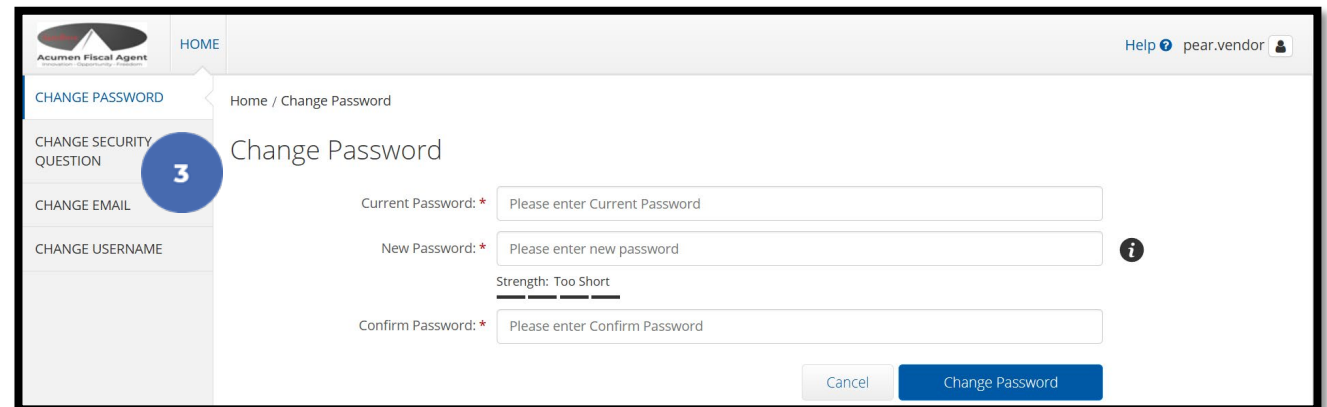 Acumen Fiscal Agent
HOME
Help
pear.vendor
CHANGE PASSWORD
Home / Change Password
CHANGE SECURITY
QUESTION
3
Change Password
CHANGE EMAIL
CHANGE USERNAME
Current Password: * Please enter Current Password
New Password: * Please enter new password
i
Strength: Too Short
Confirm Password: * Please enter Confirm Password
Cancel
Change Password